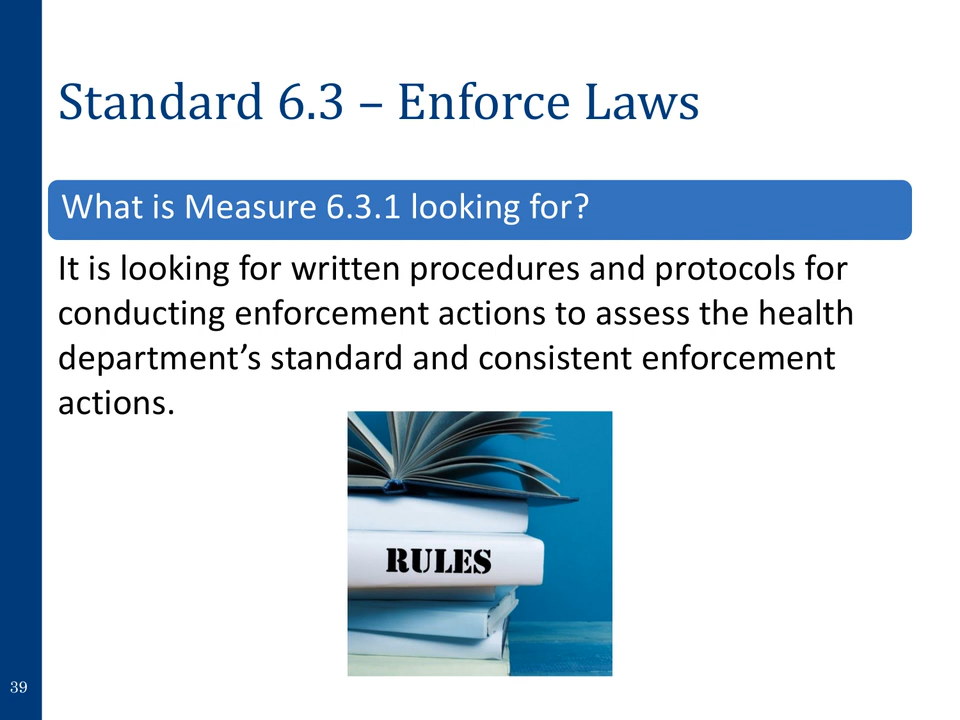 Standard 6.3 – Enforce Laws
What is Measure 6.3.1 looking for?
It is looking for written procedures and protocols for
conducting enforcement actions to assess the health
department’s standard and consistent enforcement
actions.
RULES
39